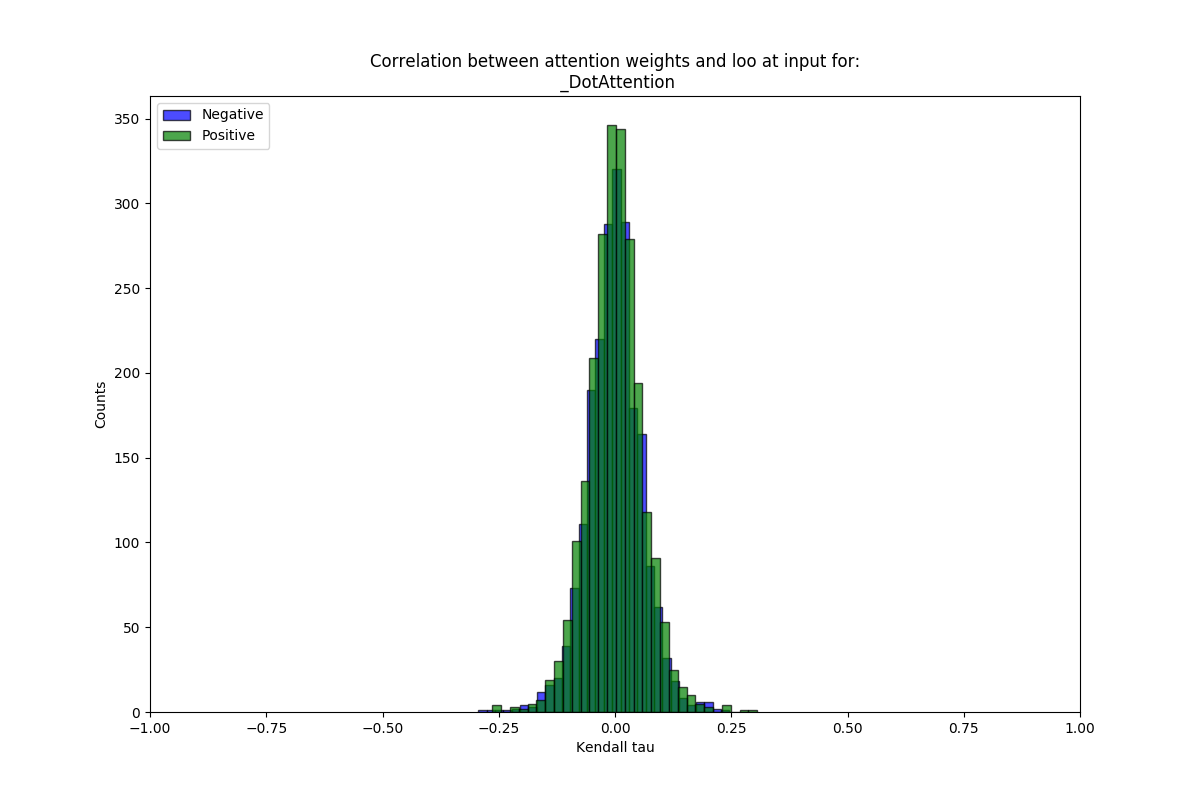 Correlation between attention weights and loo at input for:
_DotAttention
Negative
Positive
350
300
250
200
150
100
50
0
Counts
−1.00
−0.75
−0.50
−0.25
0.00
0.25
0.50
0.75
1.00
Kendall tau